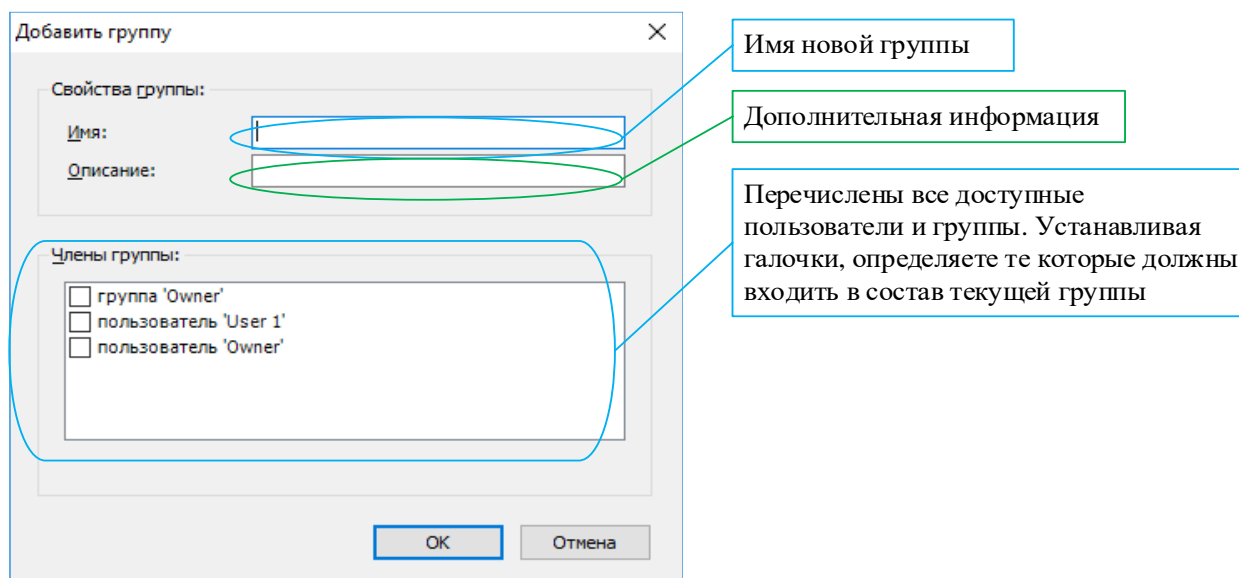 Добавить группу
Имя новой группы
Свойства группы:
Имя:
Дополнительная информация
Описание:
Перечислены все доступные
пользователи и группы. Устанавливая
галочки, определяете те которые должны
входить в состав текущей группы
Члены группы:
группа 'Owner'
пользователь 'User 1'
пользователь 'Owner'
OK
Отмена